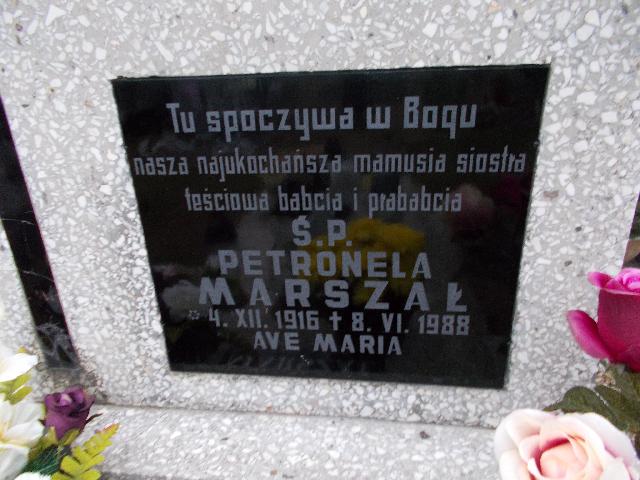 Tu spoczywa w Bogu
nasza najukochańsza mamusia siostra
teściowa babcia i prababcia
Ś.P.
PETRONELA
MARSZAŁ
* 4. XII. 1916 † 8. VI. 1988
AVE MARIA